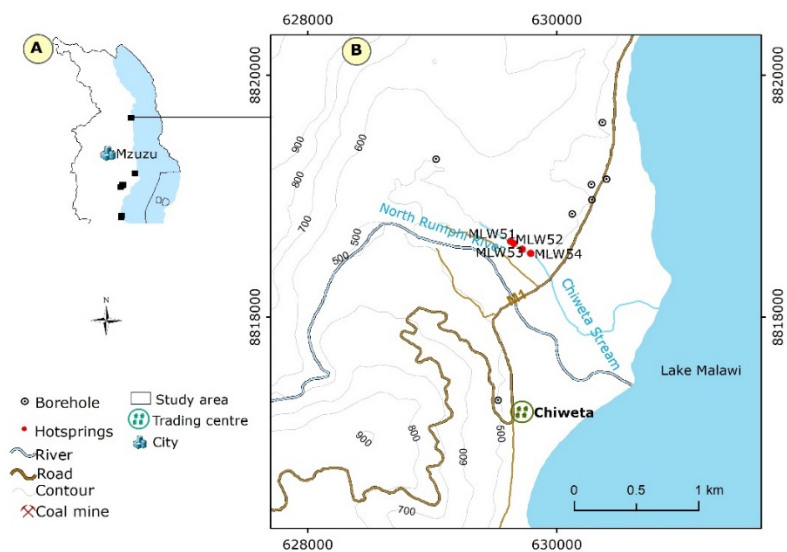 A
B
628000
630000
8820000
8820000
900
800
700
600
Mzuzu
North Rumphi River
500
500
MLW51
MLW52
MLW53
MLW54
M1
Chiweta Stream
8818000
8818000
Lake Malawi
N
Chiweta
900
800
600
500
700
0 0.5 1 km
628000
630000
Borehole
Hotsprings
River
Road
Contour
Coal mine
Study area
Trading centre
City